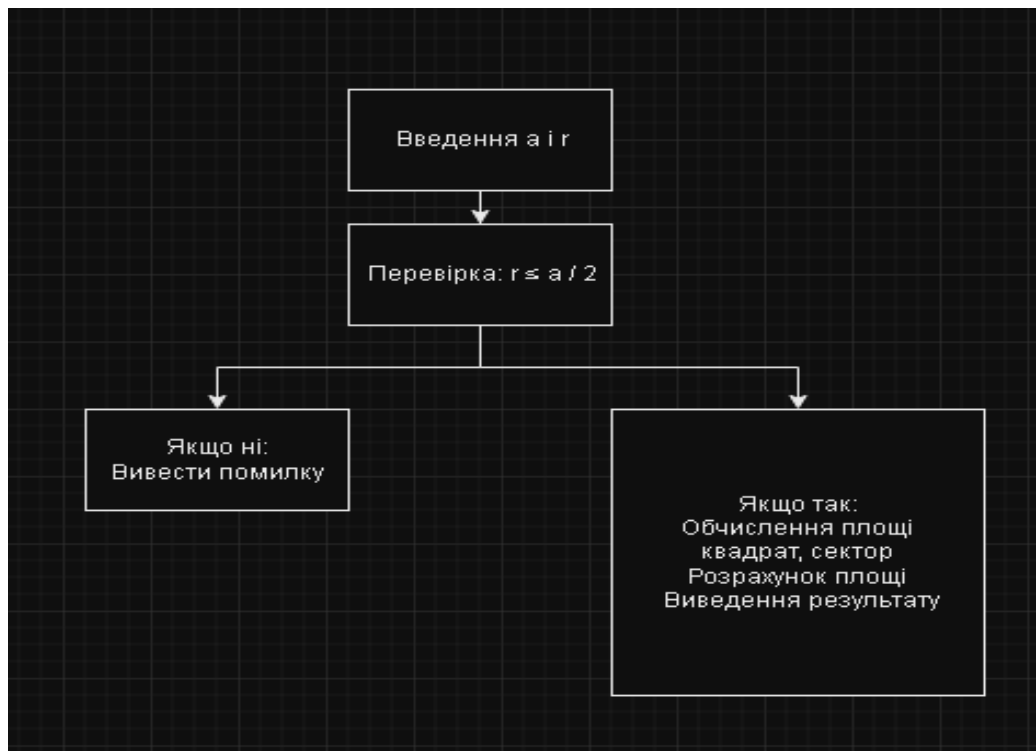 Введення a i r
Перевірка: r ≤ a / 2
Якщо ні:
Вивести помилку
Якщо так:
Обчислення площі
квадрат, сектор
Розрахунок площі
Виведення результату